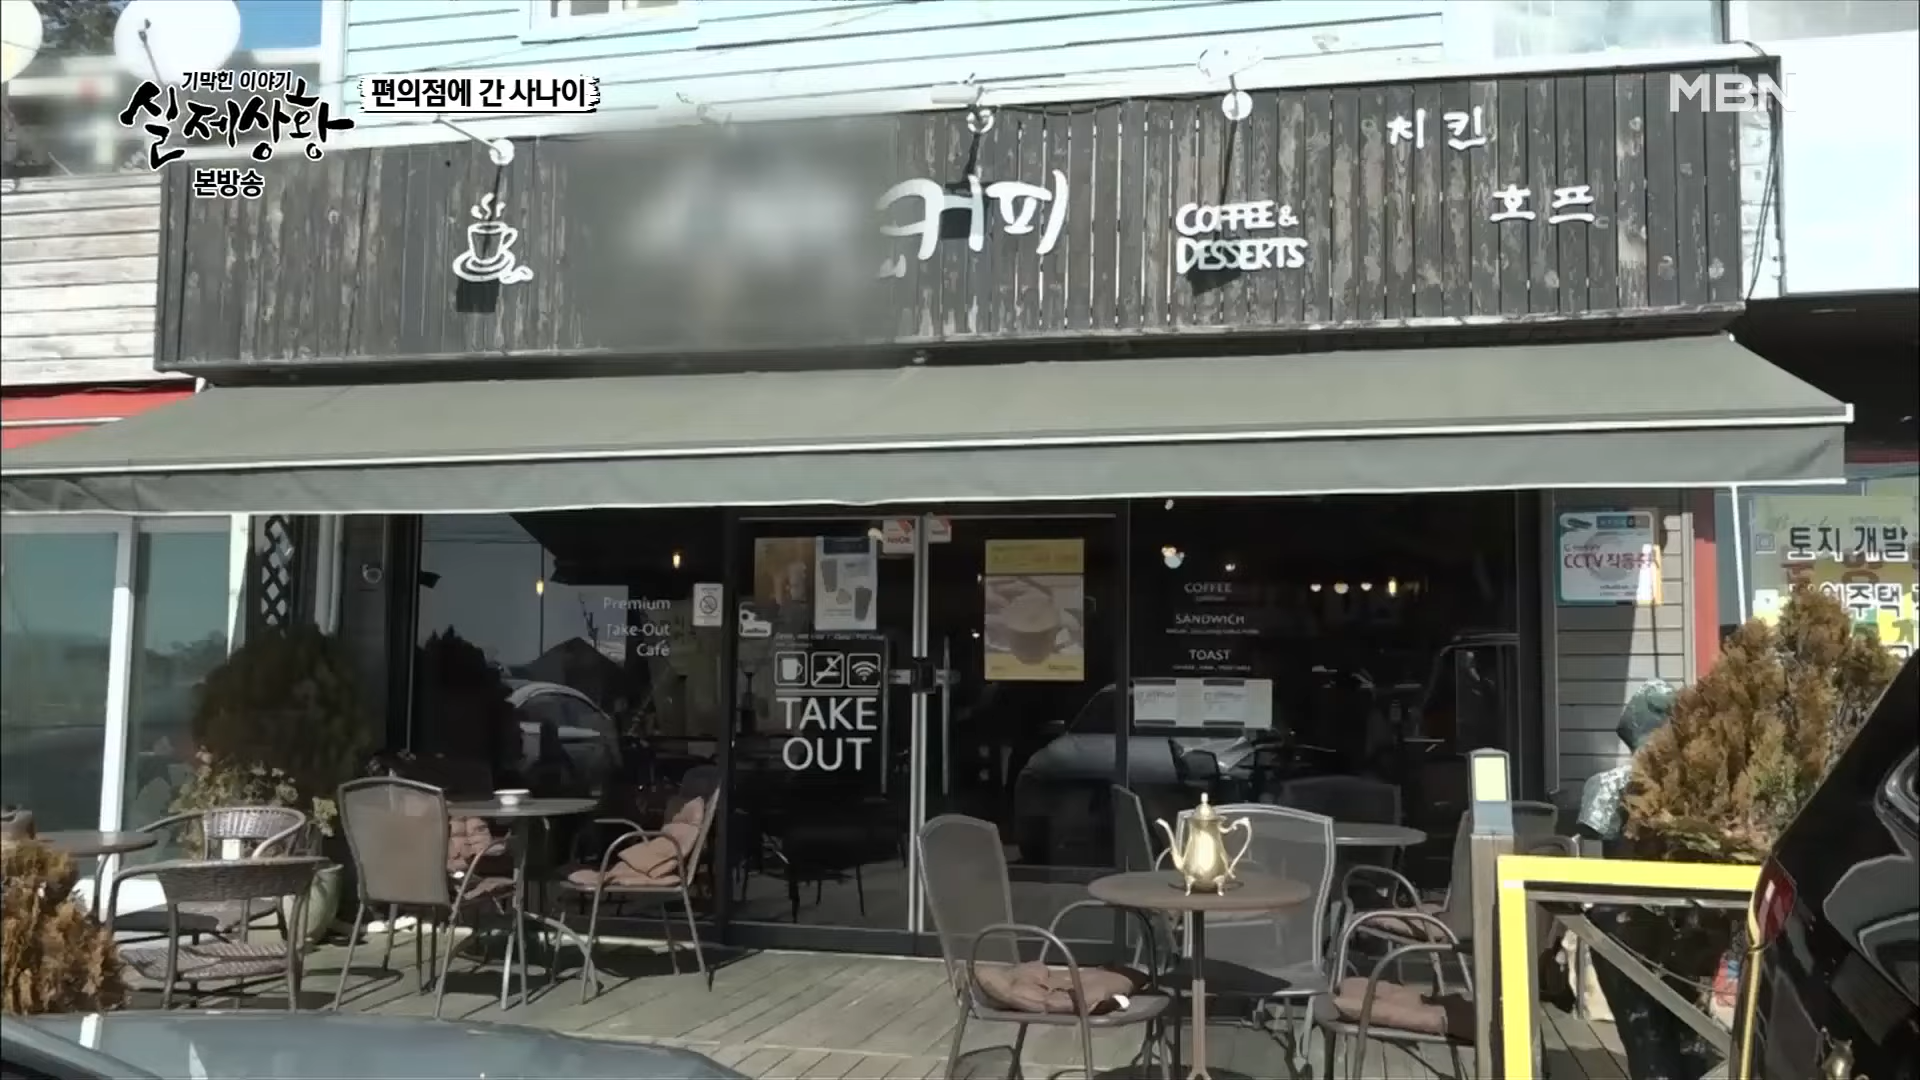 기막힌 이야기
실제상황
본방송
편의점에 간 사나이
MBN
커피
COFFEE &
DESSERTS
치킨
호프
Premium
Take-Out
Café
TAKE
OUT
COFFEE
SANDWICH
TOAST
CCTV 작동중
토지 개발